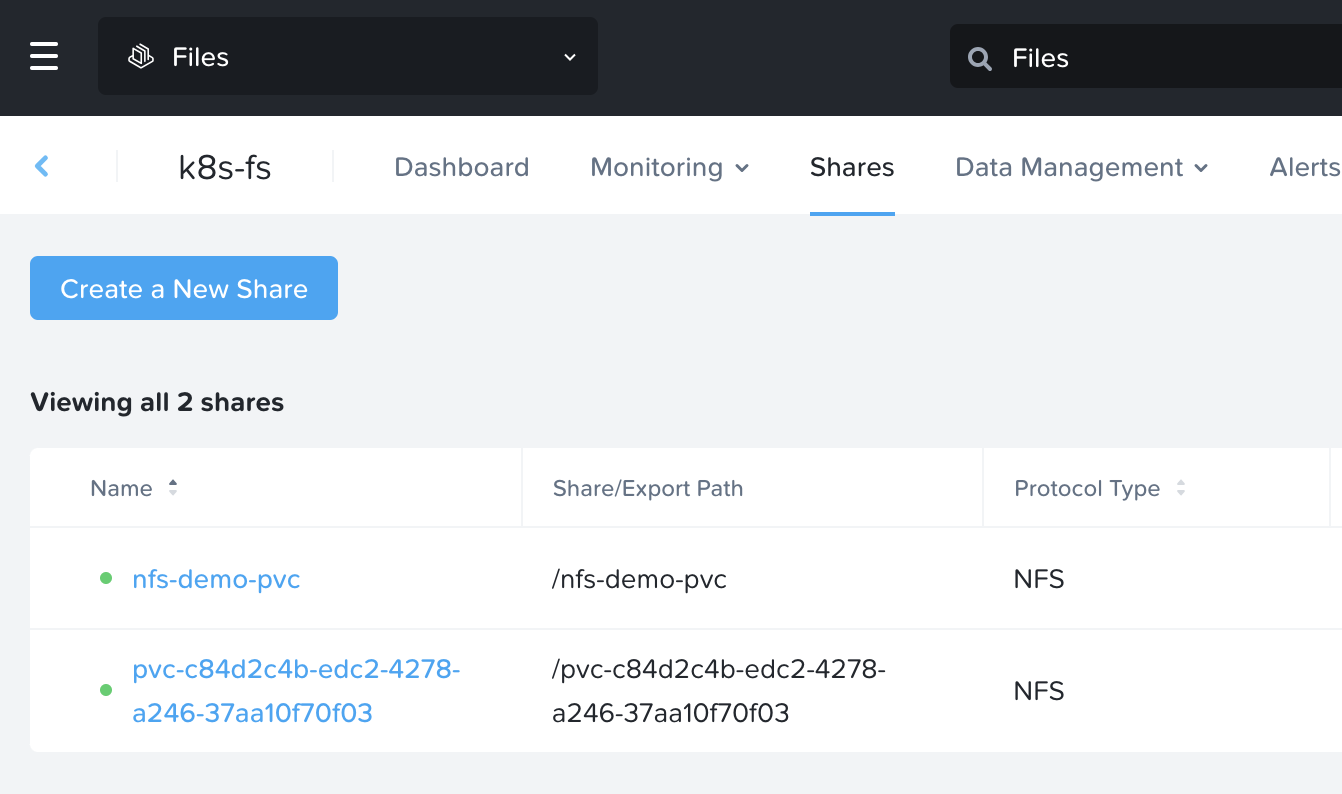 Files
Files
k8s-fs Dashboard Monitoring Shares Data Management Alerts
Create a New Share
Viewing all 2 shares
Name Share/Export Path Protocol Type
nfs-demo-pvc /nfs-demo-pvc NFS
pvc-c84d2c4b-edc2-4278-
a246-37aa10f70f03
/pvc-c84d2c4b-edc2-4278-
a246-37aa10f70f03
NFS